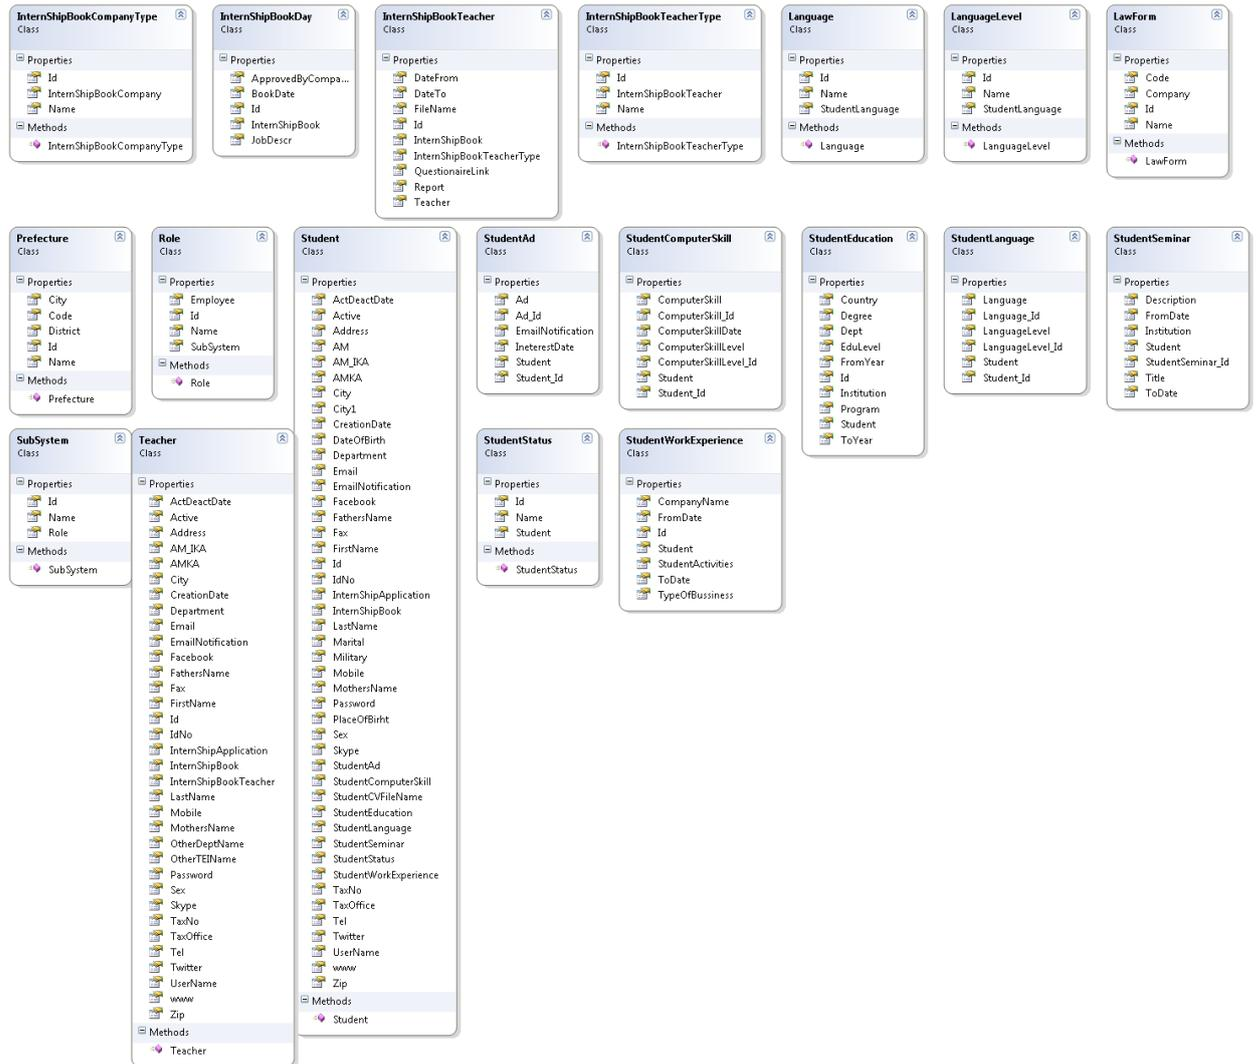 InternShipBookCompanyType
Class
Properties
Id
InternShipBookCompany
Name
Methods
InternShipBookCompanyType
InternShipBookDay
Class
Properties
ApprovedByCompa...
BookDate
Id
InternShipBook
JobDescr
InternShipBookTeacher
Class
Properties
DateFrom
DateTo
FileName
Id
InternShipBook
InternShipBookTeacherType
QuestionaireLink
Report
Teacher
InternShipBookTeacherType
Class
Properties
Id
InternShipBookTeacher
Name
Methods
InternShipBookTeacherType
Language
Class
Properties
Id
Name
StudentLanguage
Methods
Language
LanguageLevel
Class
Properties
Id
Name
StudentLanguage
Methods
LanguageLevel
LawForm
Class
Properties
Code
Company
Id
Name
Methods
LawForm
Prefecture
Class
Properties
City
Code
District
Id
Name
Methods
Prefecture
Role
Class
Properties
Employee
Id
Name
SubSystem
Methods
Role
Student
Class
Properties
ActDeactDate
Active
Address
AM
AM_IKA
AMKA
City
City1
CreationDate
DateOfBirth
Department
Email
EmailNotification
Facebook
FathersName
Fax
FirstName
Id
IdNo
InternShipApplication
InternShipBook
LastName
Marital
Military
Mobile
MothersName
Password
PlaceOfBirht
Sex
Skype
StudentAd
StudentComputerSkill
StudentCVFileName
StudentEducation
StudentLanguage
StudentSeminar
StudentStatus
StudentWorkExperience
TaxNo
TaxOffice
Tel
Twitter
UserName
www
Zip
Methods
Student
StudentAd
Class
Properties
Ad
Ad_Id
EmailNotification
IneterestDate
Student
Student_Id
StudentComputerSkill
Class
Properties
ComputerSkill
ComputerSkill_Id
ComputerSkillDate
ComputerSkillLevel
ComputerSkillLevel_Id
Student
Student_Id
StudentEducation
Class
Properties
Country
Degree
Dept
EduLevel
FromYear
Id
Institution
Program
Student
ToYear
StudentLanguage
Class
Properties
Language
Language_Id
LanguageLevel
LanguageLevel_Id
Student
Student_Id
StudentSeminar
Class
Properties
Description
FromDate
Institution
Student
StudentSeminar_Id
Title
ToDate
SubSystem
Class
Properties
Id
Name
Role
Methods
SubSystem
Teacher
Class
Properties
ActDeactDate
Active
Address
AM_IKA
AMKA
City
CreationDate
Department
Email
EmailNotification
Facebook
FathersName
Fax
FirstName
Id
IdNo
InternShipApplication
InternShipBook
InternShipBookTeacher
LastName
Mobile
MothersName
OtherDeptName
OtherTEIName
Password
Sex
Skype
TaxNo
TaxOffice
Tel
Twitter
UserName
www
Zip
Methods
Teacher
StudentStatus
Class
Properties
Id
Name
Student
Methods
StudentStatus
StudentWorkExperience
Class
Properties
CompanyName
FromDate
Id
Student
StudentActivities
ToDate
TypeOfBussiness